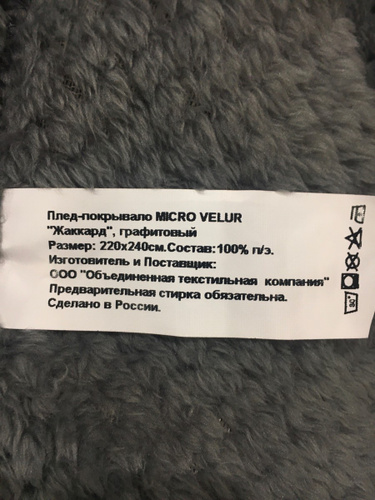 Плед-покрывало MICRO VELUR
"Жаккард", графитовый
Размер: 220х240см.Состав:100% п/э.
Изготовитель и Поставщик:
ООО "Объединенная текстильная компания"
Предварительная стирка обязательна.
Сделано в России.